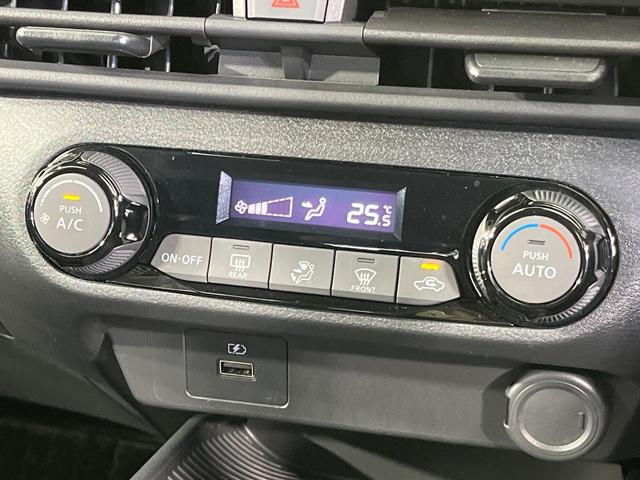 PUSH
A/C
25.5
°C
PUSH
AUTO
ON·OFF
REAR
FRONT